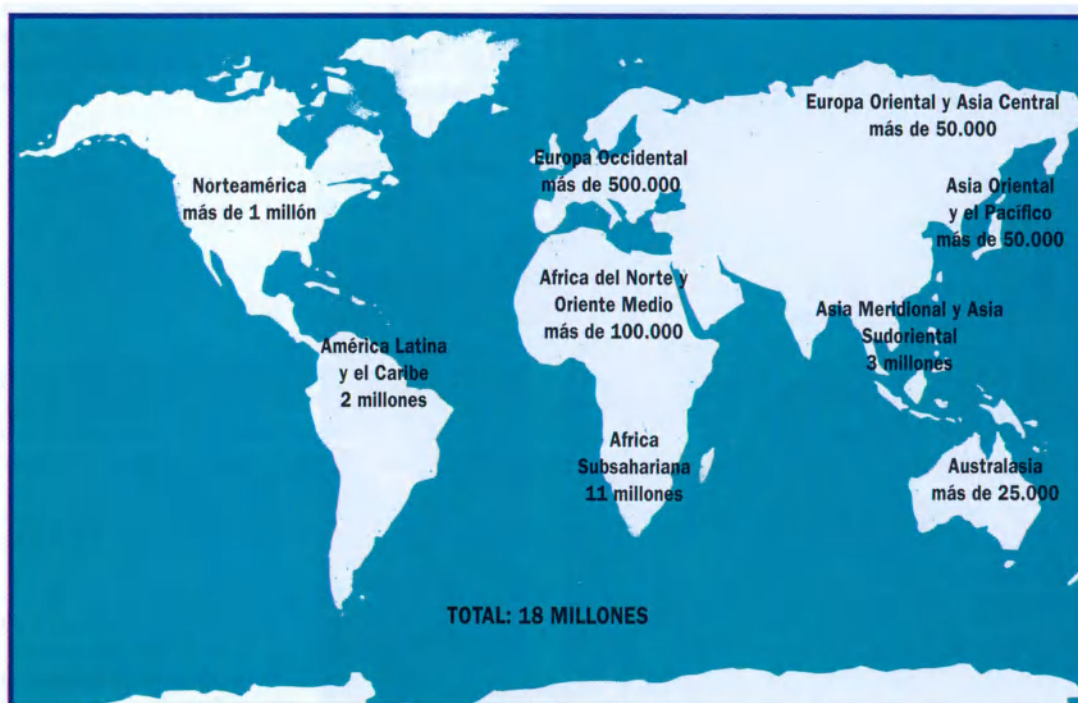 Europa Oriental y Asia Central
más de 50.000
Europa Occidental
más de 500.000
Norteamérica
más de 1 millón
Asia Oriental
y el Pacífico
más de 50.000
Africa del Norte y
Oriente Medio
más de 100.000
Asia Meridional y Asia
Sudoriental
3 millones
América Latina
y el Caribe
2 millones
Africa
Subsahariana
11 millones
Australasia
más de 25.000
TOTAL: 18 MILLONES